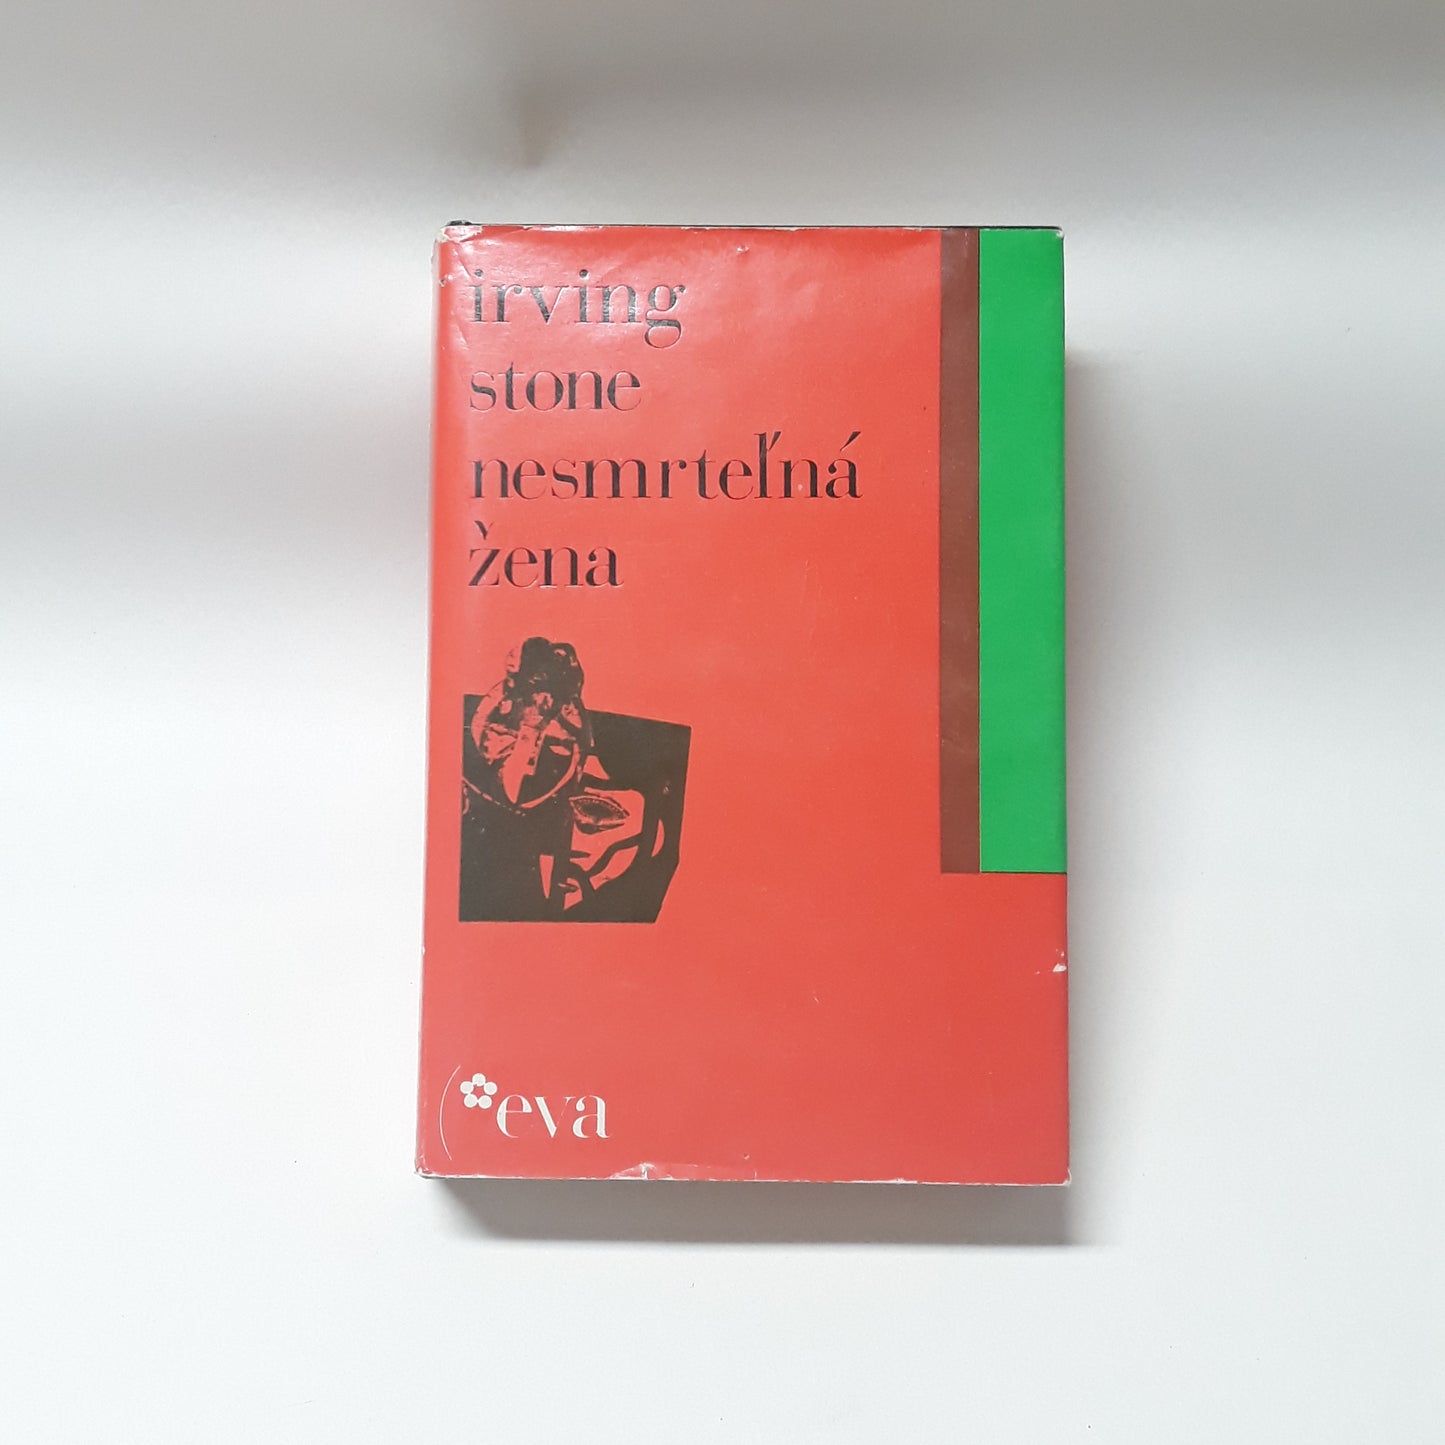 irving
stone
nesmrteľná
žena
eva